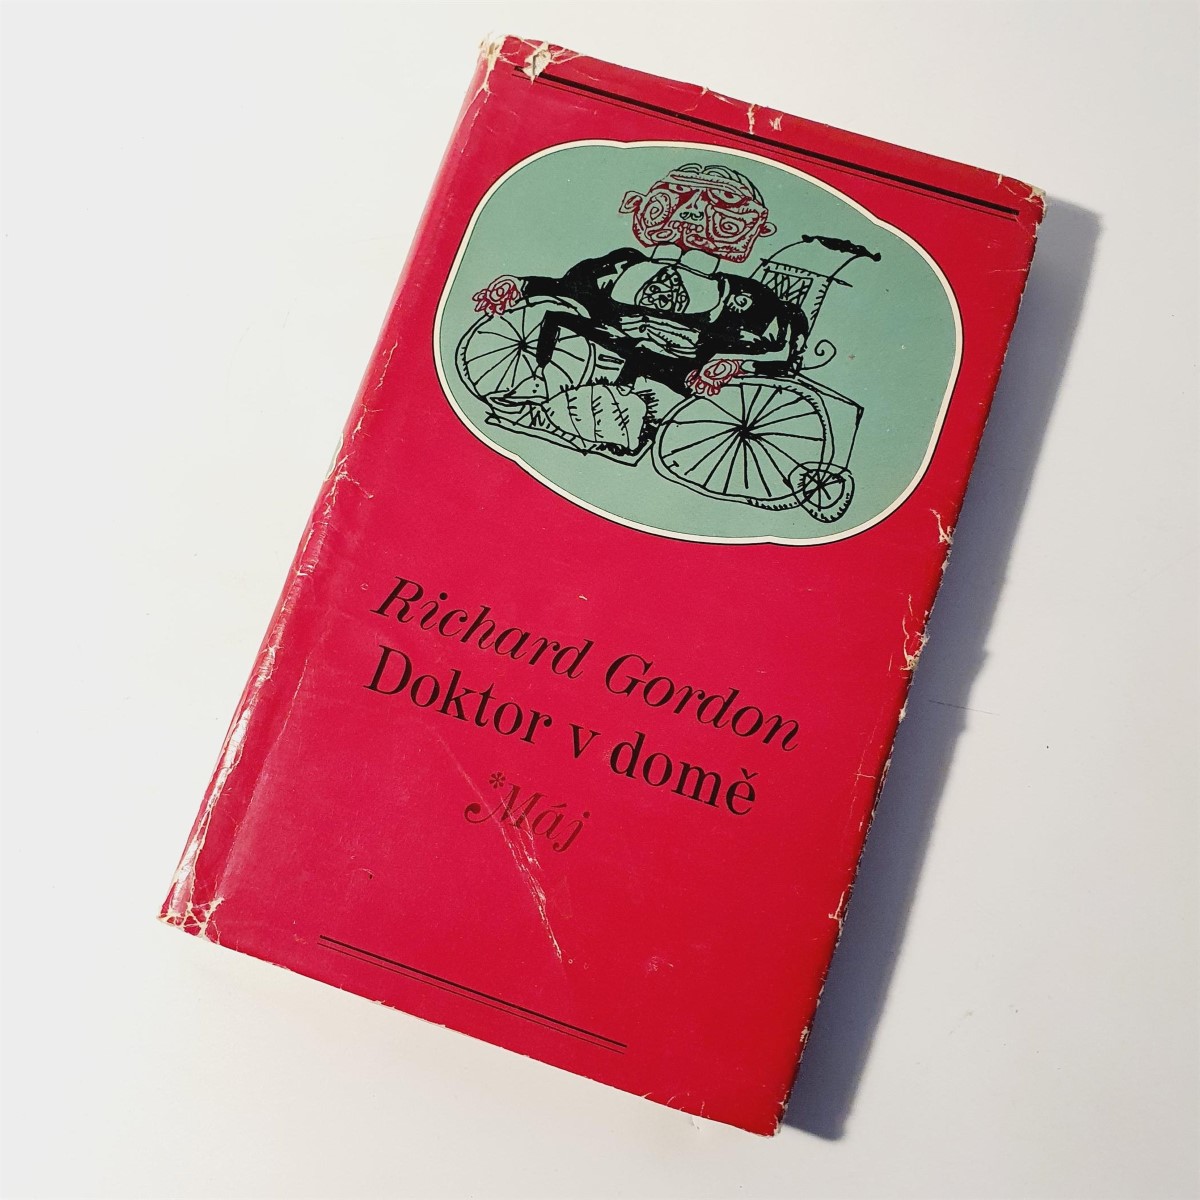 Richard Gordon
Doktor v domě
*Máj